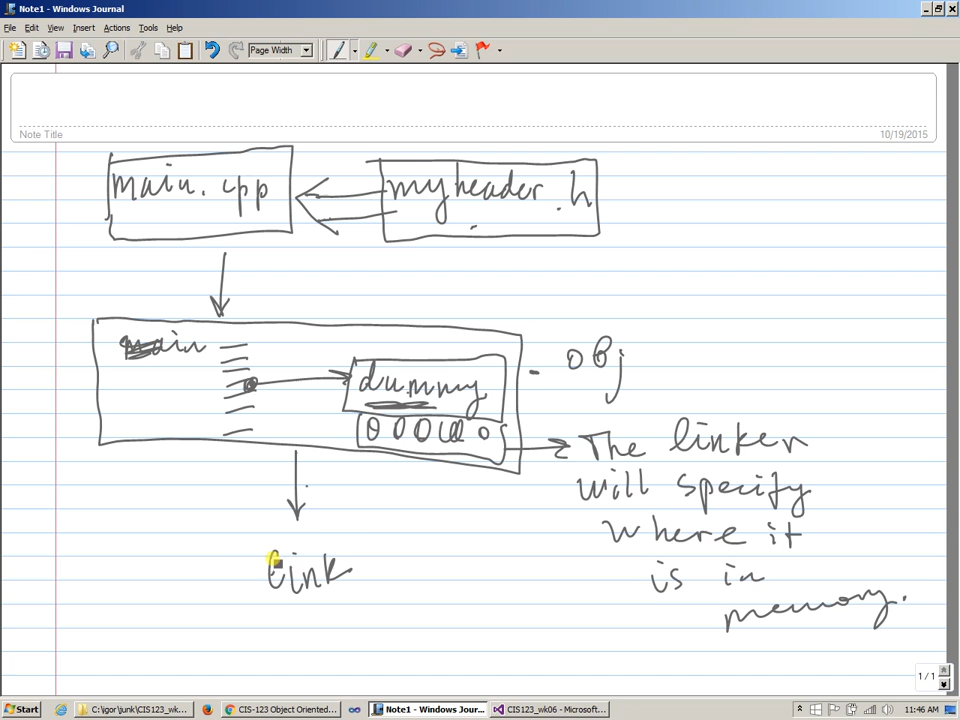 Note1 - Windows Journal
File Edit View Insert Actions Tools Help
Page Width
Note Title
10/19/2015
main.cpp
myheader.h
main
dummy
.obj
The linker
will specify
where it
is in
memory.
link
1 / 1
Start
C:\igor\junk\CIS123_wk...
CIS-123 Object Oriented...
Note1 - Windows Jour...
CIS123_wk06 - Microsoft...
11:46 AM